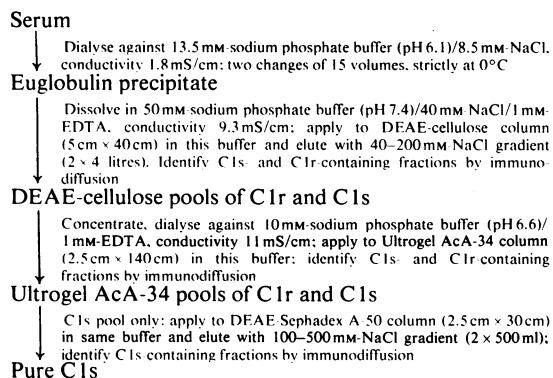 Serum
Dialyse against 13.5 mM-sodium phosphate buffer (pH 6.1)/8.5 mM-NaCl,
conductivity 1.8 mS/cm; two changes of 15 volumes, strictly at 0°C
Euglobulin precipitate
Dissolve in 50 mM-sodium phosphate buffer (pH 7.4)/40 mM-NaCl/1 mM-
EDTA, conductivity 9.3 mS/cm; apply to DEAE-cellulose column
(5 cm × 40 cm) in this buffer and elute with 40–200 mM-NaCl gradient
(2 × 4 litres). Identify C1s- and C1r-containing fractions by immuno-
diffusion
DEAE-cellulose pools of C1r and C1s
Concentrate, dialyse against 10 mM-sodium phosphate buffer (pH 6.6)/
1 mM-EDTA, conductivity 11 mS/cm; apply to Ultrogel AcA-34 column
(2.5 cm × 140 cm) in this buffer; identify C1s- and C1r-containing
fractions by immunodiffusion
Ultrogel AcA-34 pools of C1r and C1s
C1s pool only: apply to DEAE-Sephadex A-50 column (2.5 cm × 30 cm)
in same buffer and elute with 100–500 mM-NaCl gradient (2 × 500 ml);
identify C1s-containing fractions by immunodiffusion
Pure C1s